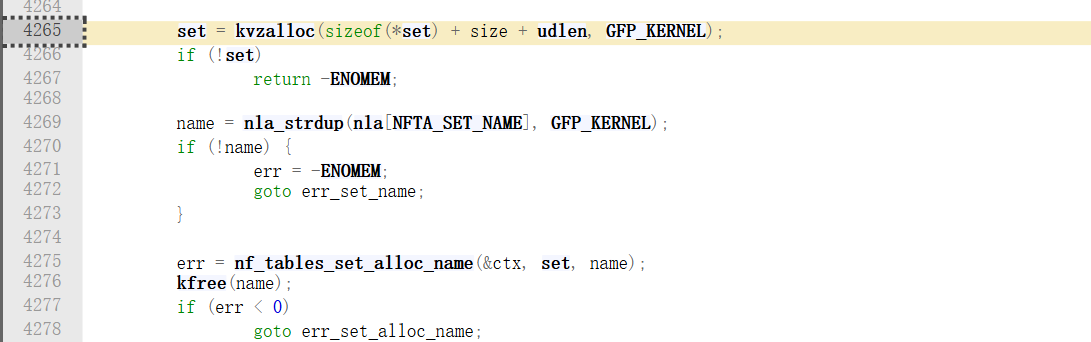 4264
4265 set = kvzalloc(sizeof(*set) + size + udlen, GFP_KERNEL);
4266 if (!set)
4267 return -ENOMEM;
4268
4269 name = nla_strdup(nla[NFTA_SET_NAME], GFP_KERNEL);
4270 if (!name) {
4271 err = -ENOMEM;
4272 goto err_set_name;
4273 }
4274
4275 err = nf_tables_set_alloc_name(&ctx, set, name);
4276 kfree(name);
4277 if (err < 0)
4278 goto err_set_alloc_name;